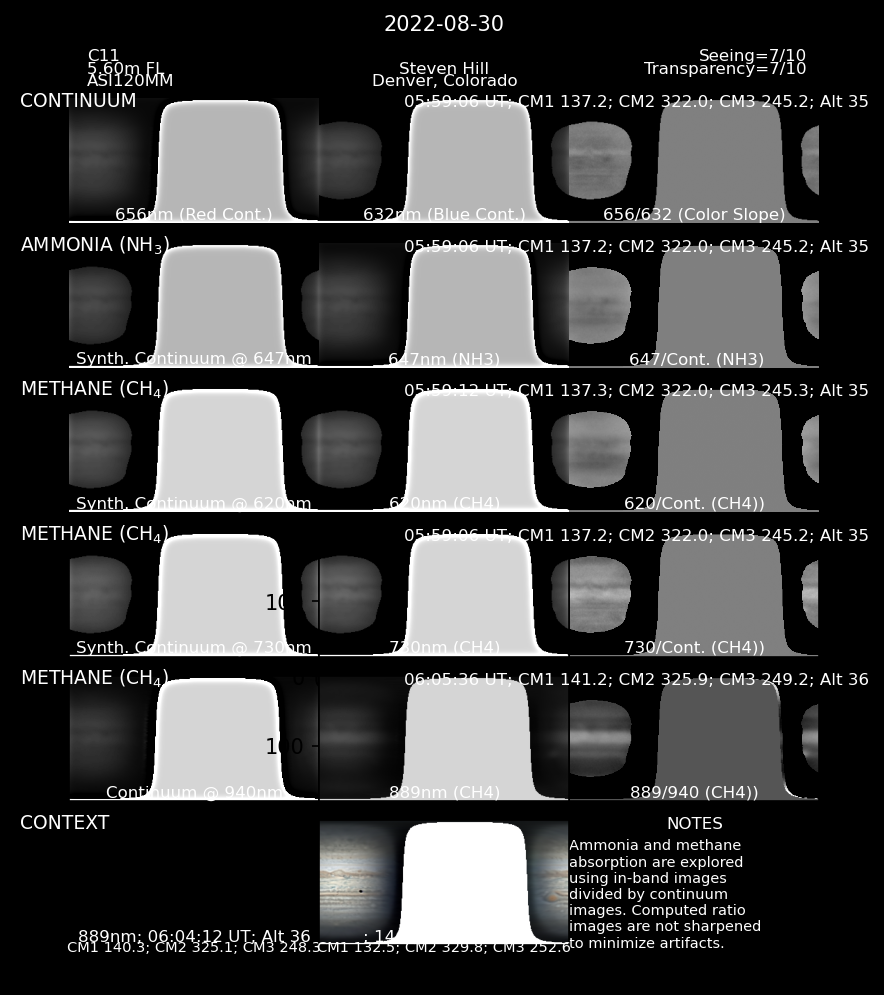 2022-08-30
C11
5.60m FL
ASI120MM
Steven Hill
Denver, Colorado
Seeing=7/10
Transparency=7/10
CONTINUUM
05:59:06 UT; CM1 137.2; CM2 322.0; CM3 245.2; Alt 35
656nm (Red Cont.)
632nm (Blue Cont.)
656/632 (Color Slope)
AMMONIA (NH3)
05:59:06 UT; CM1 137.2; CM2 322.0; CM3 245.2; Alt 35
Synth. Continuum @ 647nm
647nm (NH3)
647/Cont. (NH3)
METHANE (CH4)
05:59:12 UT; CM1 137.3; CM2 322.0; CM3 245.3; Alt 35
Synth. Continuum @ 620nm
620nm (CH4)
620/Cont. (CH4))
METHANE (CH4)
05:59:06 UT; CM1 137.2; CM2 322.0; CM3 245.2; Alt 35
Synth. Continuum @ 730nm
730nm (CH4)
730/Cont. (CH4))
METHANE (CH4)
06:05:36 UT; CM1 141.2; CM2 325.9; CM3 249.2; Alt 36
100
Continuum @ 940nm
889nm (CH4)
889/940 (CH4))
CONTEXT
889nm: 06:04:12 UT; Alt 36
CM1 140.3; CM2 325.1; CM3 248.3
CM1 145.2; CM2 329.8; CM3 252.6
NOTES
Ammonia and methane
absorption are explored
using in-band images
divided by continuum
images. Computed ratio
images are not sharpened
to minimize artifacts.